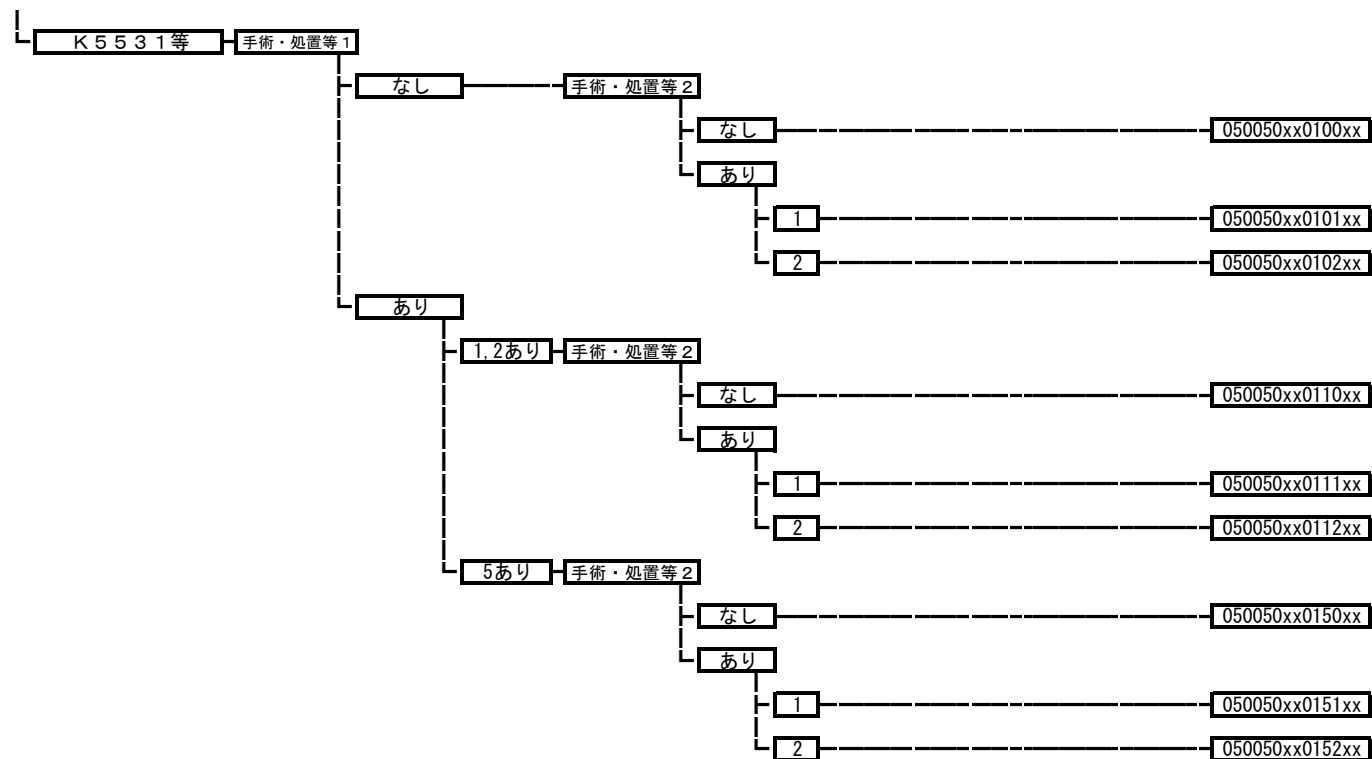 K5531等 手術・処置等1
なし 手術・処置等2
なし 050050xx0100xx
あり
1 050050xx0101xx
2 050050xx0102xx
あり
1,2あり 手術・処置等2
なし 050050xx0110xx
あり
1 050050xx0111xx
2 050050xx0112xx
5あり 手術・処置等2
なし 050050xx0150xx
あり
1 050050xx0151xx
2 050050xx0152xx